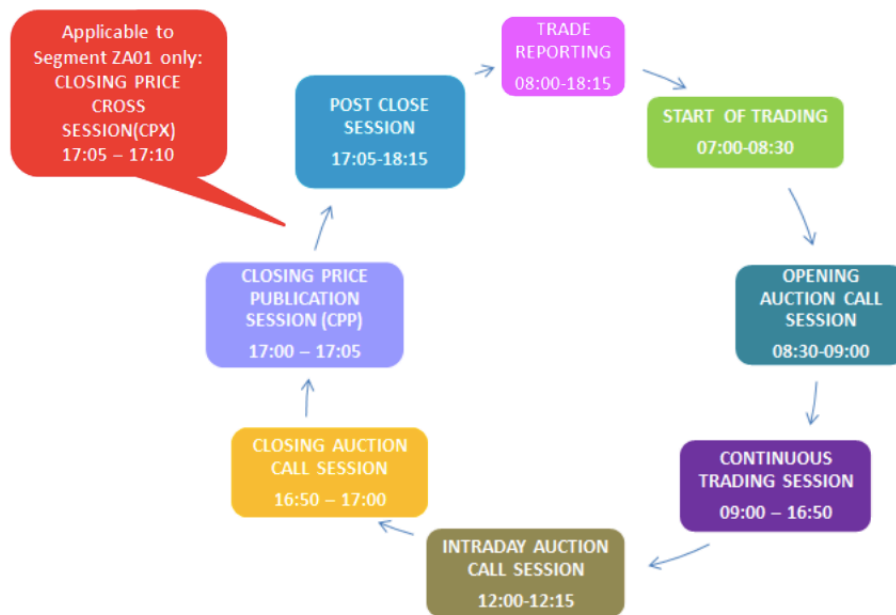 Applicable to
Segment ZA01 only:
CLOSING PRICE
CROSS
SESSION(CPX)
17:05 – 17:10
TRADE
REPORTING
08:00-18:15
POST CLOSE
SESSION
17:05-18:15
START OF TRADING
07:00-08:30
CLOSING PRICE
PUBLICATION
SESSION (CPP)
17:00 – 17:05
OPENING
AUCTION CALL
SESSION
08:30-09:00
CLOSING AUCTION
CALL SESSION
16:50 – 17:00
CONTINUOUS
TRADING SESSION
09:00 – 16:50
INTRADAY AUCTION
CALL SESSION
12:00-12:15